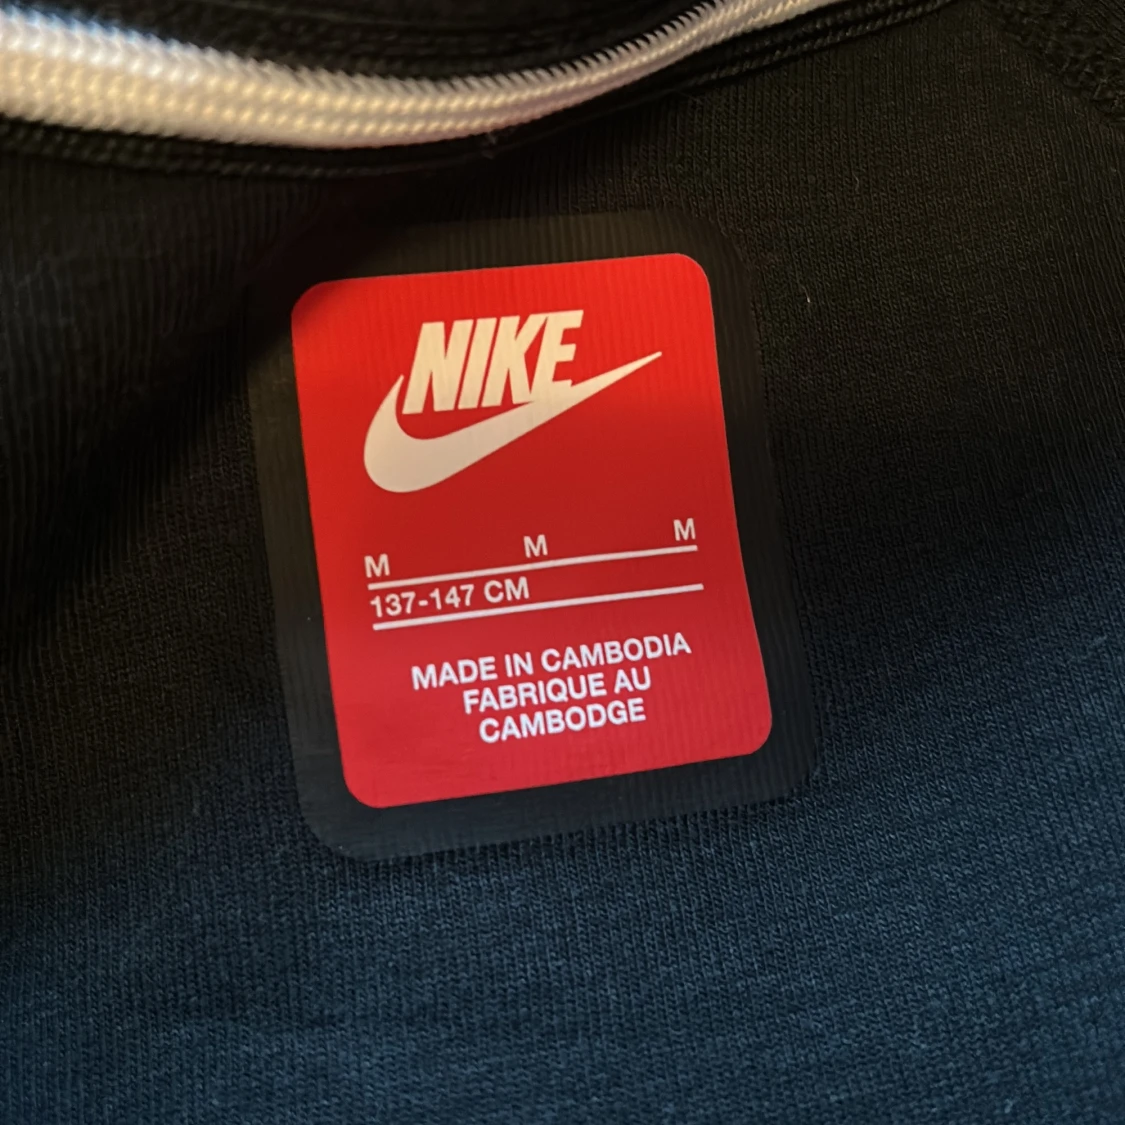 NIKE
M M M
137-147 CM
MADE IN CAMBODIA
FABRIQUE AU
CAMBODGE